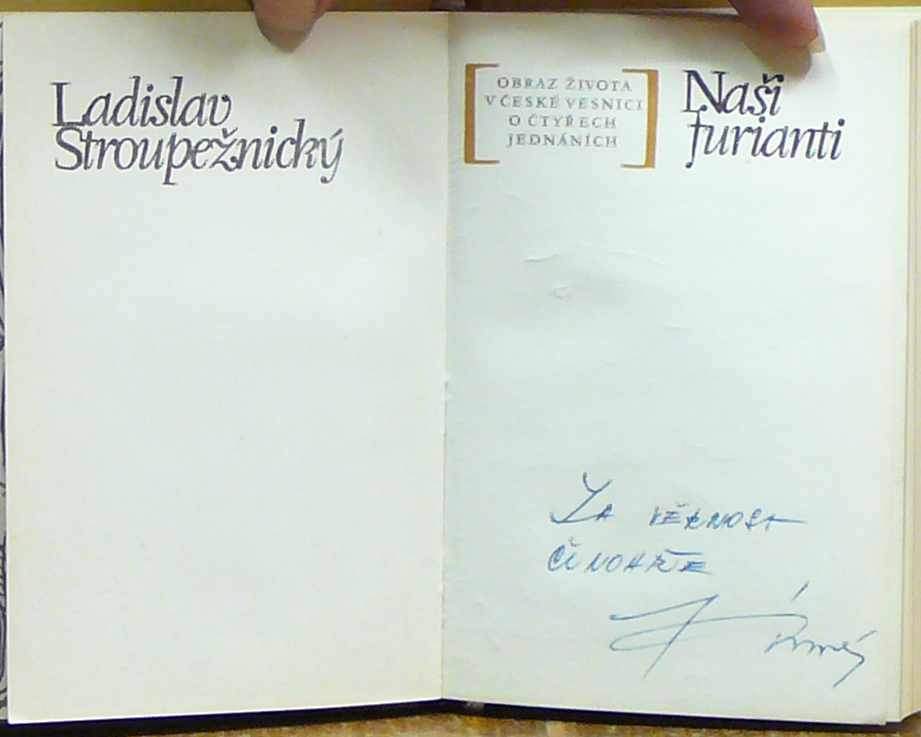 Ladislav
Stroupežnický
OBRAZ ŽIVOTA
V ČESKÉ VESNICI
O ČTYŘECH
JEDNÁNÍCH
Naši
furianti
ZA VĚRNOST
ČINOHŘE